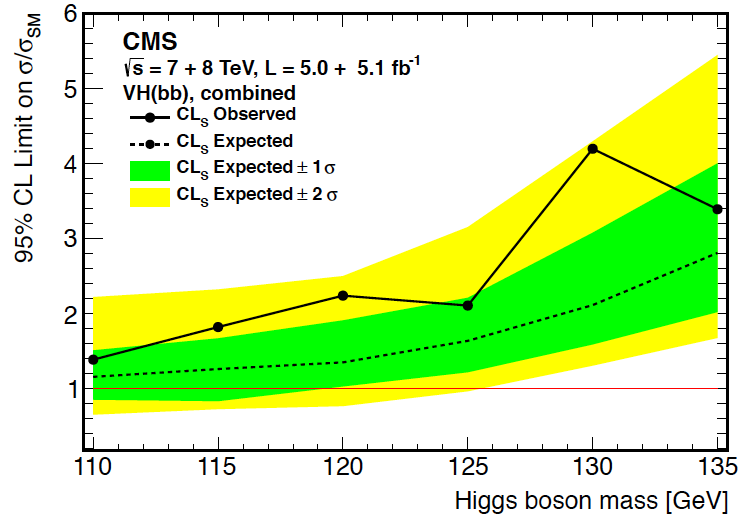 95% CL Limit on σ/σSM
6
5
4
3
2
1
CMS
√s = 7 + 8 TeV, L = 5.0 + 5.1 fb-1
VH(bb), combined
CLS Observed
CLS Expected
CLS Expected ± 1σ
CLS Expected ± 2 σ
110 115 120 125 130 135
Higgs boson mass [GeV]